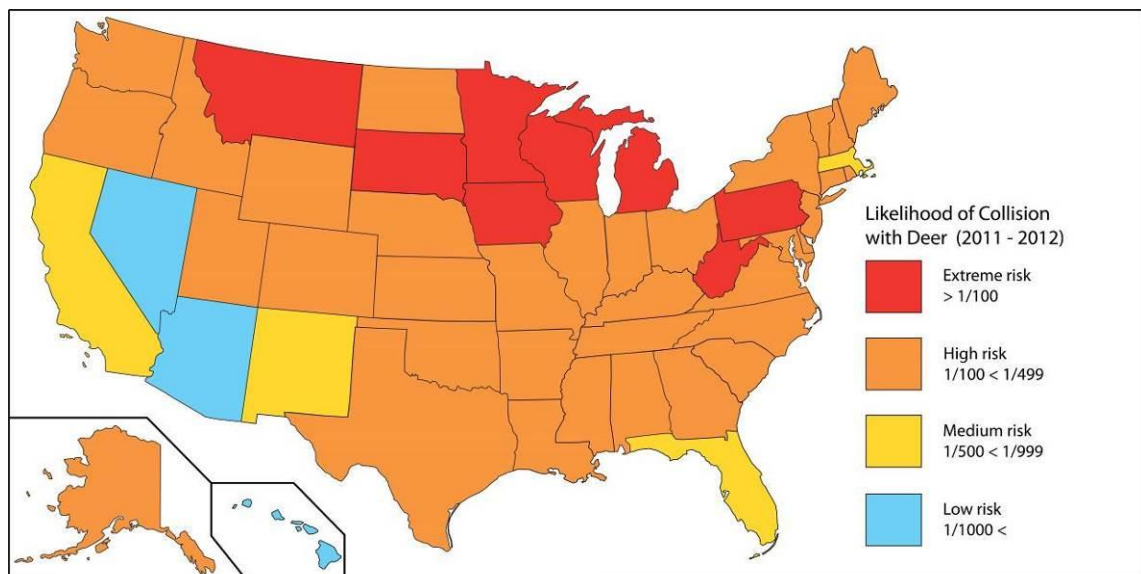 Likelihood of Collision
with Deer (2011 - 2012)
Extreme risk
> 1/100
High risk
1/100 < 1/499
Medium risk
1/500 < 1/999
Low risk
1/1000 <